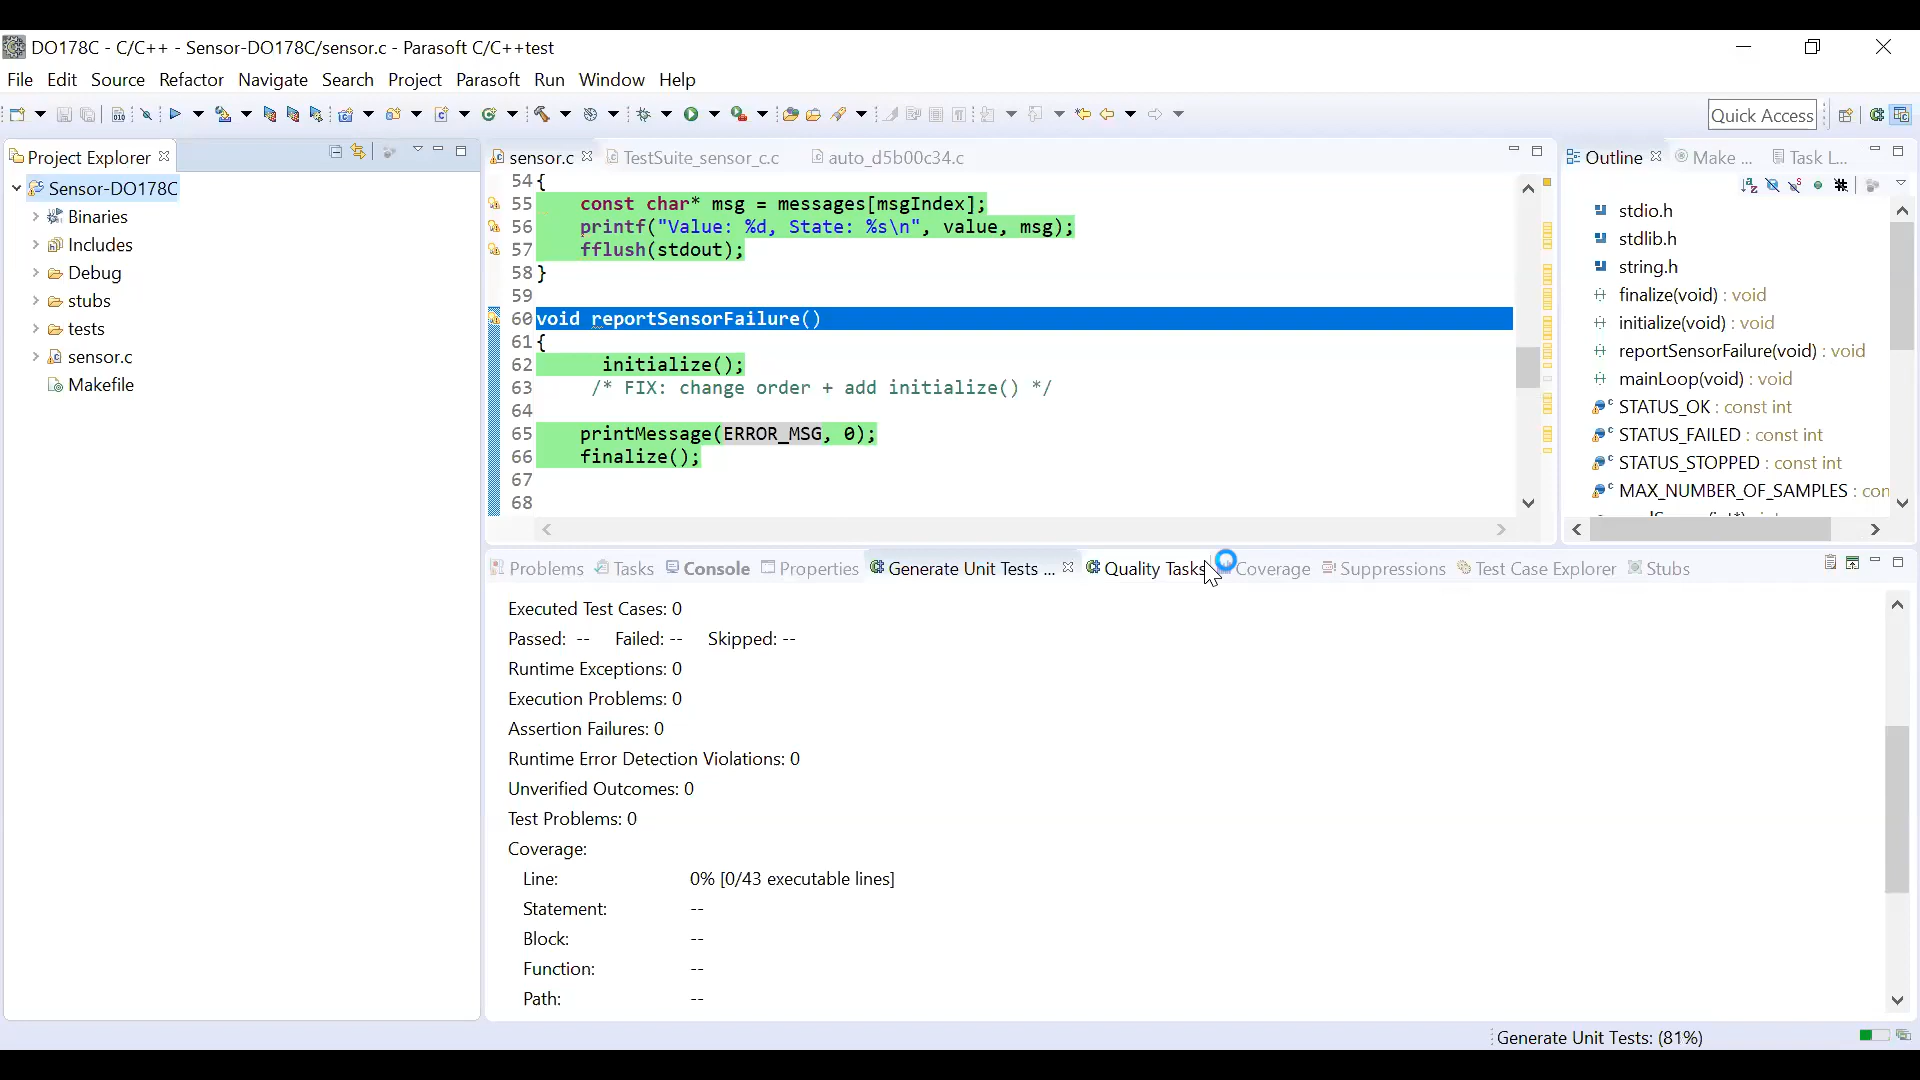 DO178C - C/C++ - Sensor-DO178C/sensor.c - Parasoft C/C++test
File Edit Source Refactor Navigate Search Project Parasoft Run Window Help
Quick Access
Project Explorer
Sensor-DO178C
Binaries
Includes
Debug
stubs
tests
sensor.c
Makefile
sensor.c TestSuite_sensor_c.c auto_d5b00c34.c
54 {
55 const char* msg = messages[msgIndex];
56 printf("Value: %d, State: %s\n", value, msg);
57 fflush(stdout);
58 }
59
60 void reportSensorFailure()
61 {
62 initialize();
63 /* FIX: change order + add initialize() */
64
65 printMessage(ERROR_MSG, 0);
66 finalize();
67
68
Outline Make ... Task L...
stdio.h
stdlib.h
string.h
finalize(void) : void
initialize(void) : void
reportSensorFailure(void) : void
mainLoop(void) : void
STATUS_OK : const int
STATUS_FAILED : const int
STATUS_STOPPED : const int
MAX_NUMBER_OF_SAMPLES : con
Problems Tasks Console Properties Generate Unit Tests ... Quality Tasks Coverage Suppressions Test Case Explorer Stubs
Executed Test Cases: 0
Passed: -- Failed: -- Skipped: --
Runtime Exceptions: 0
Execution Problems: 0
Assertion Failures: 0
Runtime Error Detection Violations: 0
Unverified Outcomes: 0
Test Problems: 0
Coverage:
Line: 0% [0/43 executable lines]
Statement: --
Block: --
Function: --
Path: --
Generate Unit Tests: (81%)